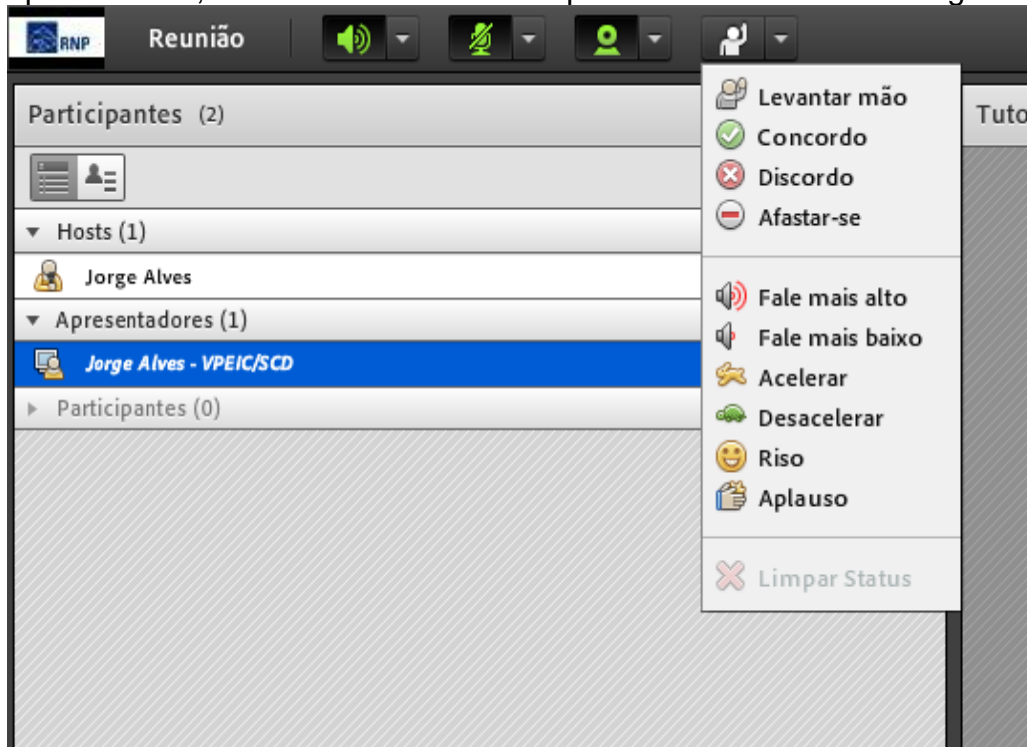 RNP Reunião
Participantes (2)
Hosts (1)
Jorge Alves
Apresentadores (1)
Jorge Alves - VPEIC/SCD
Participantes (0)
Levantar mão
Concordo
Discordo
Afastar-se
Fale mais alto
Fale mais baixo
Acelerar
Desacelerar
Riso
Aplauso
Limpar Status
Tuto